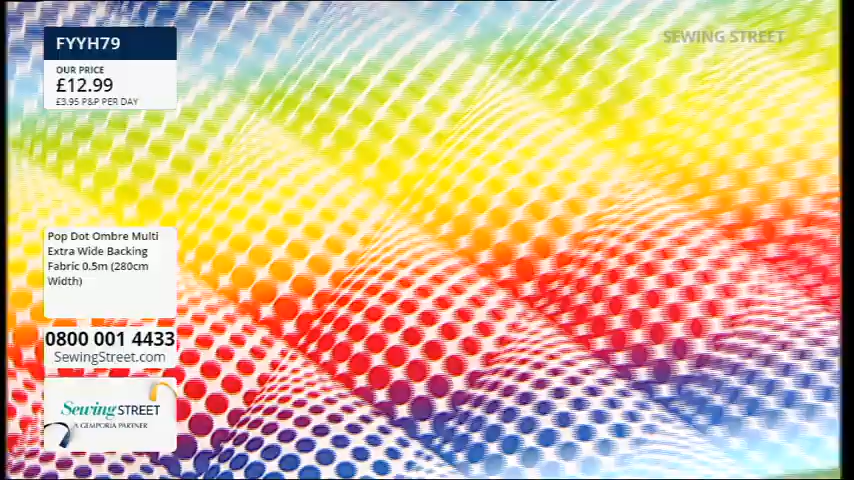 FYYH79
SEWING STREET
OUR PRICE
£12.99
£3.95 P&P PER DAY
Pop Dot Ombre Multi
Extra Wide Backing
Fabric 0.5m (280cm
Width)
0800 001 4433
SewingStreet.com
Sewing STREET
A GEMPORIA PARTNER